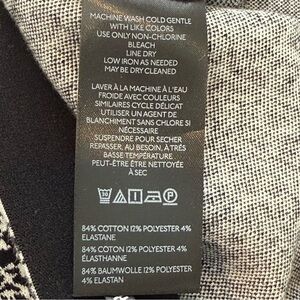 MACHINE WASH COLD GENTLE
WITH LIKE COLORS
USE ONLY NON-CHLORINE
BLEACH
LINE DRY
LOW IRON AS NEEDED
MAY BE DRY CLEANED
LAVER À LA MACHINE À L'EAU
FROIDE AVEC COULEURS
SIMILAIRES CYCLE DÉLICAT
UTILISER UN AGENT DE
BLANCHIMENT SANS CHLORE SI
NÉCESSAIRE
SUSPENDRE POUR SECHER
REPASSER, AU BESOIN, À TRÈS
BASSE TEMPÉRATURE
PEUT-ÊTRE ÊTRE NETTOYÉE
À SEC
30 P
84% COTTON 12% POLYESTER 4%
ELASTANE
84% COTON 12% POLYESTER 4%
ÉLASTHANNE
84% BAUMWOLLE 12% POLYESTER
4% ELASTAN